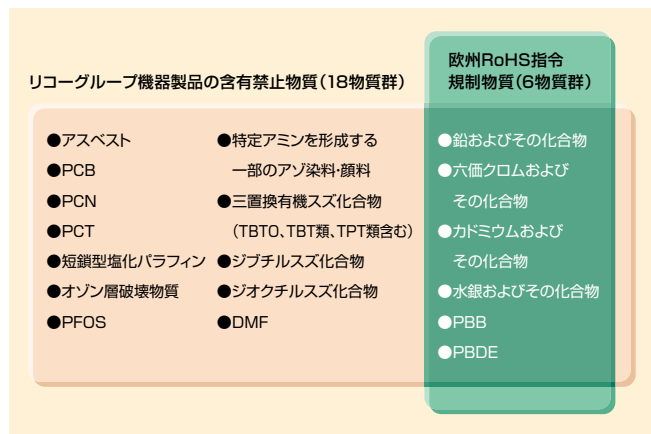 リコーグループ機器製品の含有禁止物質(18物質群)
●アスベスト
●PCB
●PCN
●PCT
●短鎖型塩化パラフィン
●オゾン層破壊物質
●PFOS
●特定アミンを形成する
一部のアゾ染料・顔料
●三置換有機スズ化合物
(TBTO、TBT類、TPT類含む)
●ジブチルスズ化合物
●ジオクチルスズ化合物
●DMF
欧州RoHS指令
規制物質(6物質群)
●鉛およびその化合物
●六価クロムおよび
その化合物
●カドミウムおよび
その化合物
●水銀およびその化合物
●PBB
●PBDE